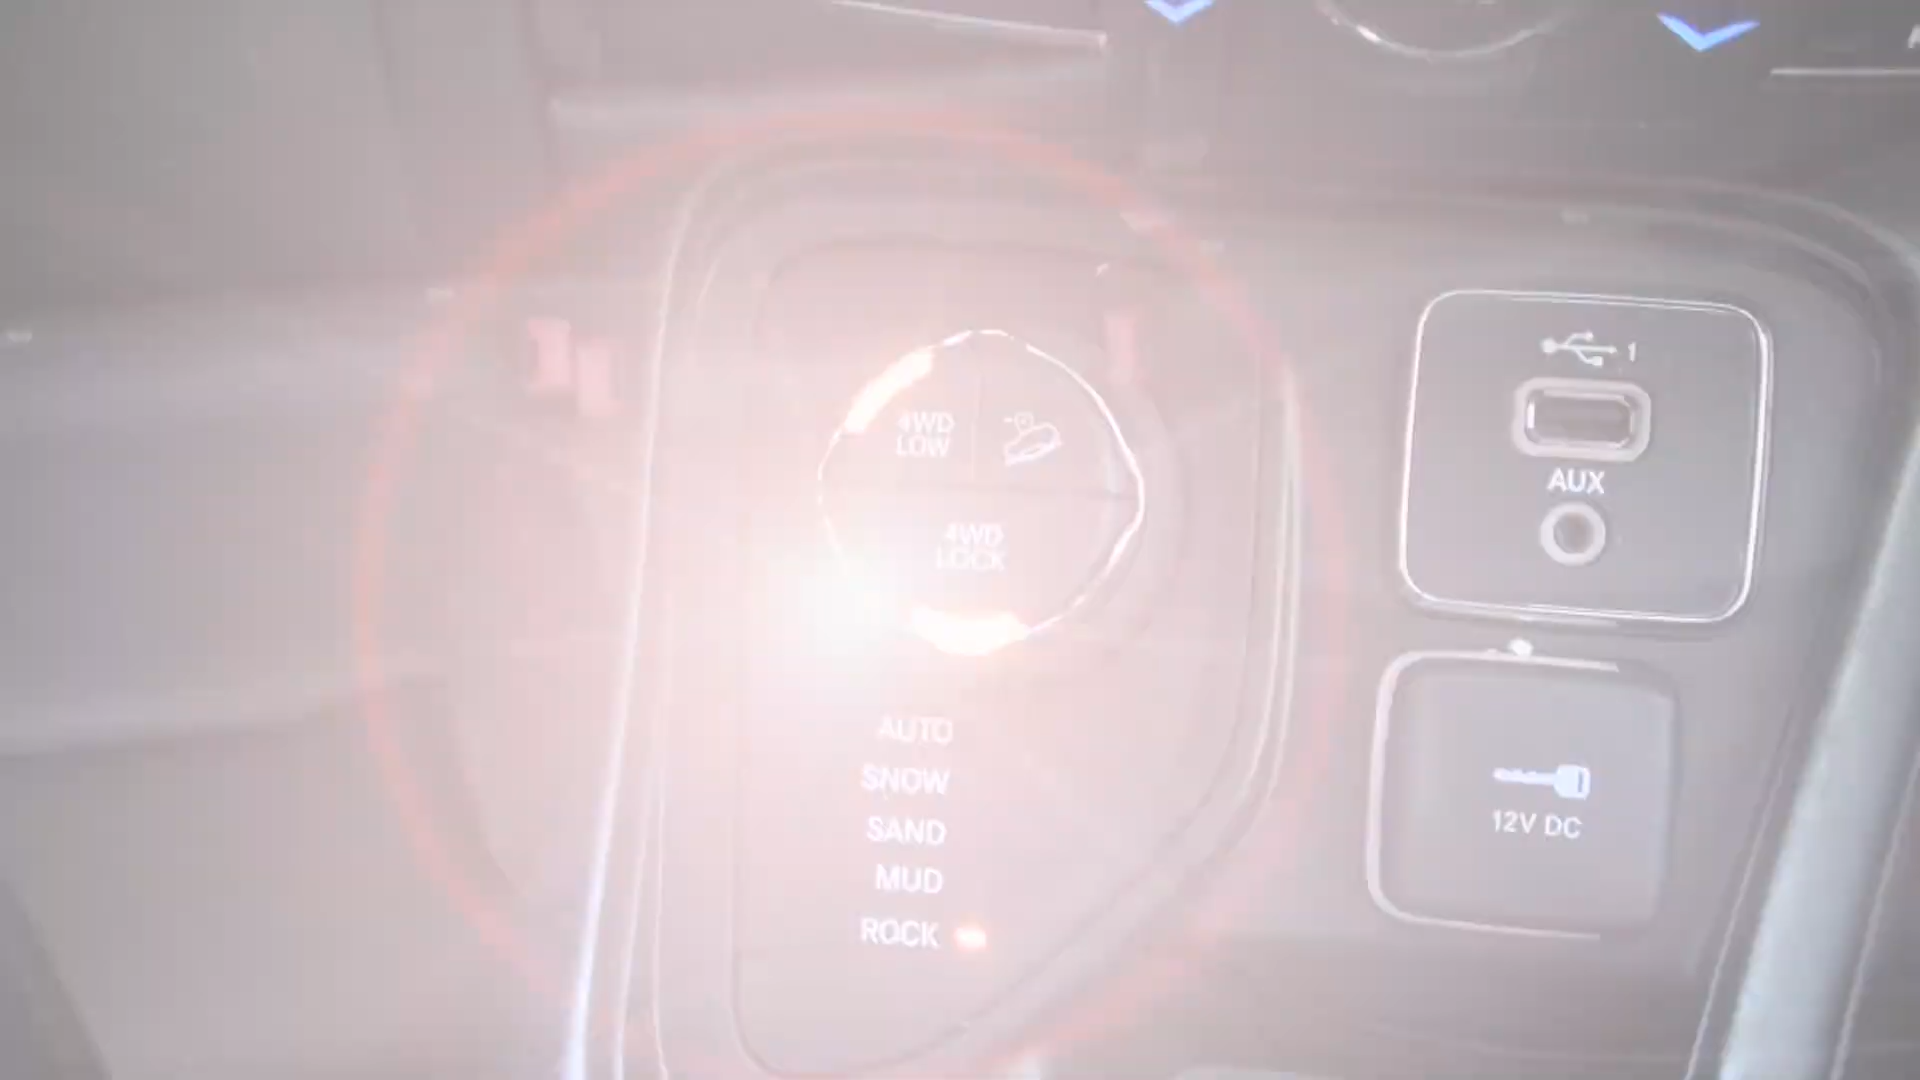 4WD
LOW
4WD
LOCK
AUTO
SNOW
SAND
MUD
ROCK
1
AUX
12V DC